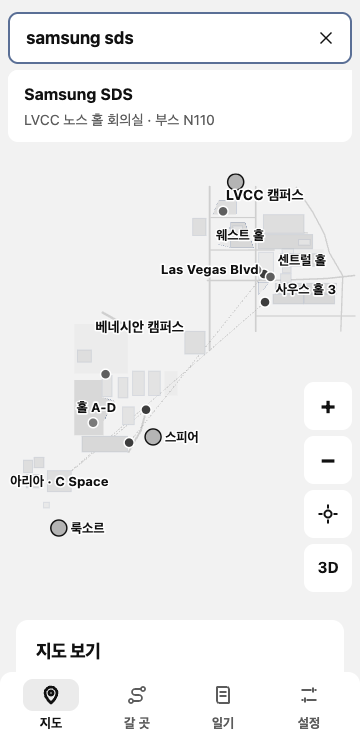 samsung sds
Samsung SDS
LVCC 노스 홀 회의실 · 부스 N110
LVCC 캠퍼스
웨스트 홀
센트럴 홀
Las Vegas Blvd
사우스 홀 3
베네시안 캠퍼스
홀 A-D
스피어
아리아 · C Space
룩소르
3D
지도 보기
지도
갈 곳
일기
설정